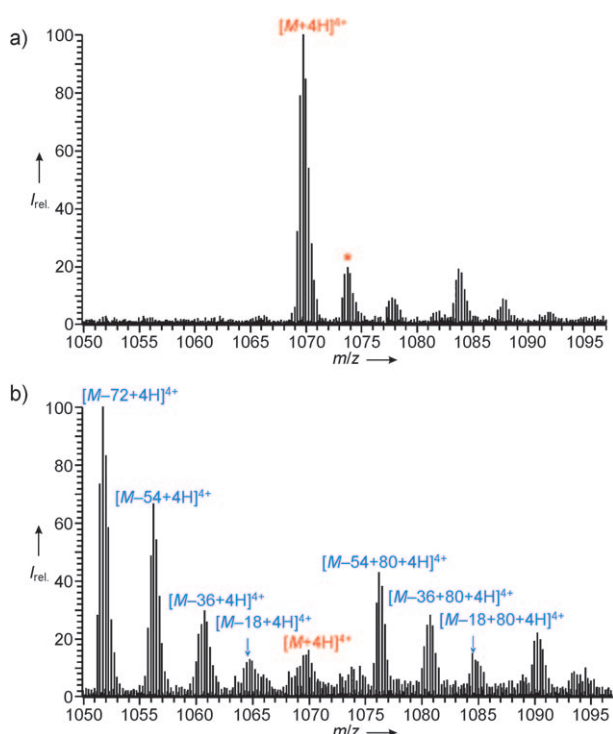 a)
[M+4H]⁶⁺
100
80
60
40
20
0
I rel.
*
1050 1055 1060 1065 1070 1075 1080 1085 1090 1095
m/z
b)
[M–72+4H]⁴⁺
100
[M–54+4H]⁴⁺
80
60
40
20
0
I rel.
[M–54+80+4H]⁴⁺
[M–36+4H]⁴⁺
[M–36+80+4H]⁴⁺
[M–18+4H]⁴⁺
[M–18+80+4H]⁴⁺
[M+4H]⁴⁺
1050 1055 1060 1065 1070 1075 1080 1085 1090 1095
m/z